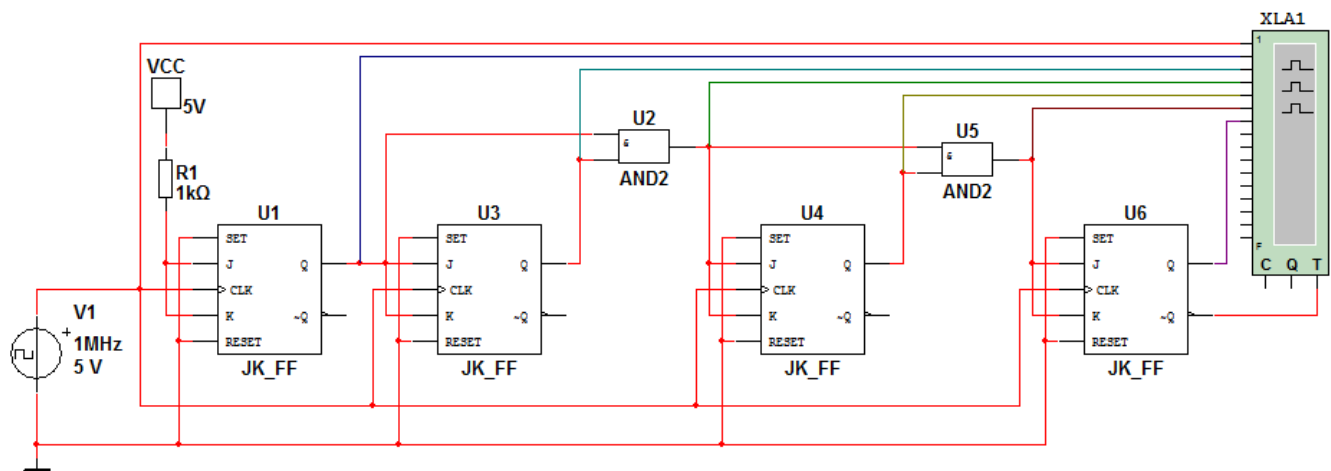 XLA1
1
F
C Q T
VCC
5V
R1
1kΩ
V1
+
1MHz
5 V
U1
SET
J Q
CLK
K ~Q
RESET
JK_FF
U3
SET
J Q
CLK
K ~Q
RESET
JK_FF
U2
&
AND2
U4
SET
J Q
CLK
K ~Q
RESET
JK_FF
U5
&
AND2
U6
SET
J Q
CLK
K ~Q
RESET
JK_FF